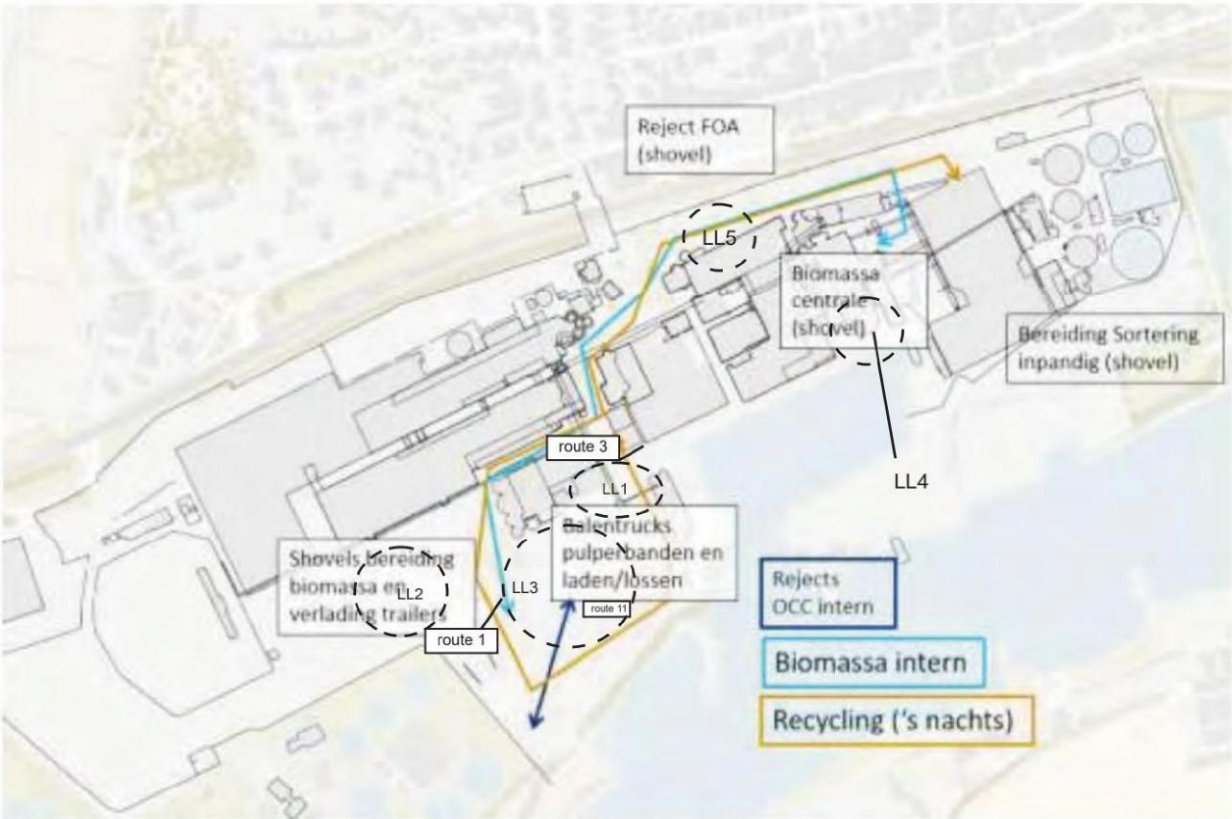 Reject FOA
(shovel)
LL5
Biomassa
centrale
(shovel)
Bereiding Sortering
inpandig (shovel)
LL4
route 3
LL1
Balentrucks
pulperbanden en
laden/lossen
Shovels bereiding
biomassa en
verlading trailers
LL2
LL3
route 11
route 1
Rejects
OCC intern
Biomassa intern
Recycling ('s nachts)